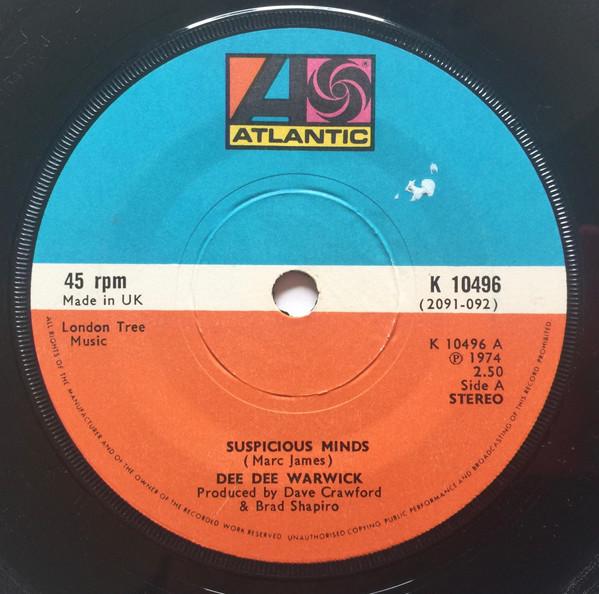 ATLANTIC
45 rpm
Made in UK
K 10496
(2091-092)
London Tree
Music
K 10496 A
Ⓟ 1974
2.50
Side A
STEREO
SUSPICIOUS MINDS
(Marc James)
DEE DEE WARWICK
Produced by Dave Crawford
& Brad Shapiro
ALL RIGHTS OF THE MANUFACTURER AND OF THE OWNER OF THE RECORDED WORK RESERVED. UNAUTHORISED COPYING PUBLIC PERFORMANCE AND BROADCASTING OF THIS RECORD PROHIBITED